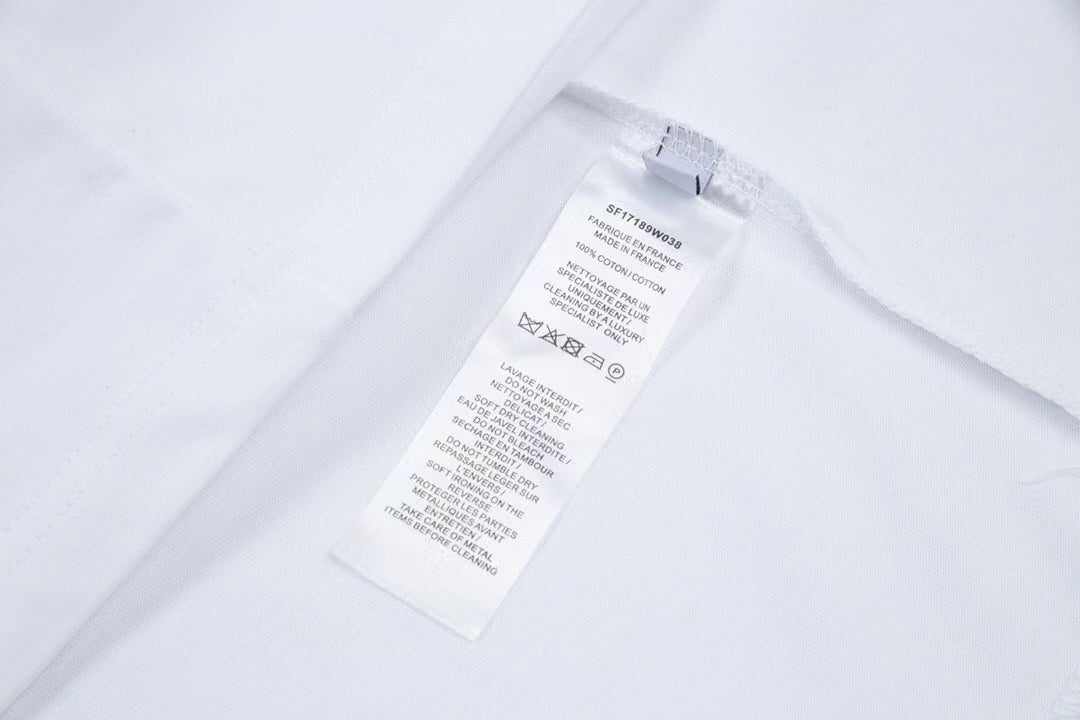 SF17189W038
FABRIQUE EN FRANCE
MADE IN FRANCE
100% COTON / COTTON
NETTOYAGE PAR UN
SPECIALISTE DE LUXE
UNIQUEMENT /
CLEANING BY A LUXURY
SPECIALIST ONLY
P
LAVAGE INTERDIT /
DO NOT WASH
NETTOYAGE A SEC
DELICAT /
SOFT DRY CLEANING
EAU DE JAVEL INTERDITE /
DO NOT BLEACH
SECHAGE EN TAMBOUR
INTERDIT /
DO NOT TUMBLE DRY
REPASSAGE LEGER SUR
L'ENVERS /
SOFT IRONING ON THE
REVERSE
PROTEGER LES PARTIES
METALLIQUES AVANT
ENTRETIEN /
TAKE CARE OF METAL
ITEMS BEFORE CLEANING